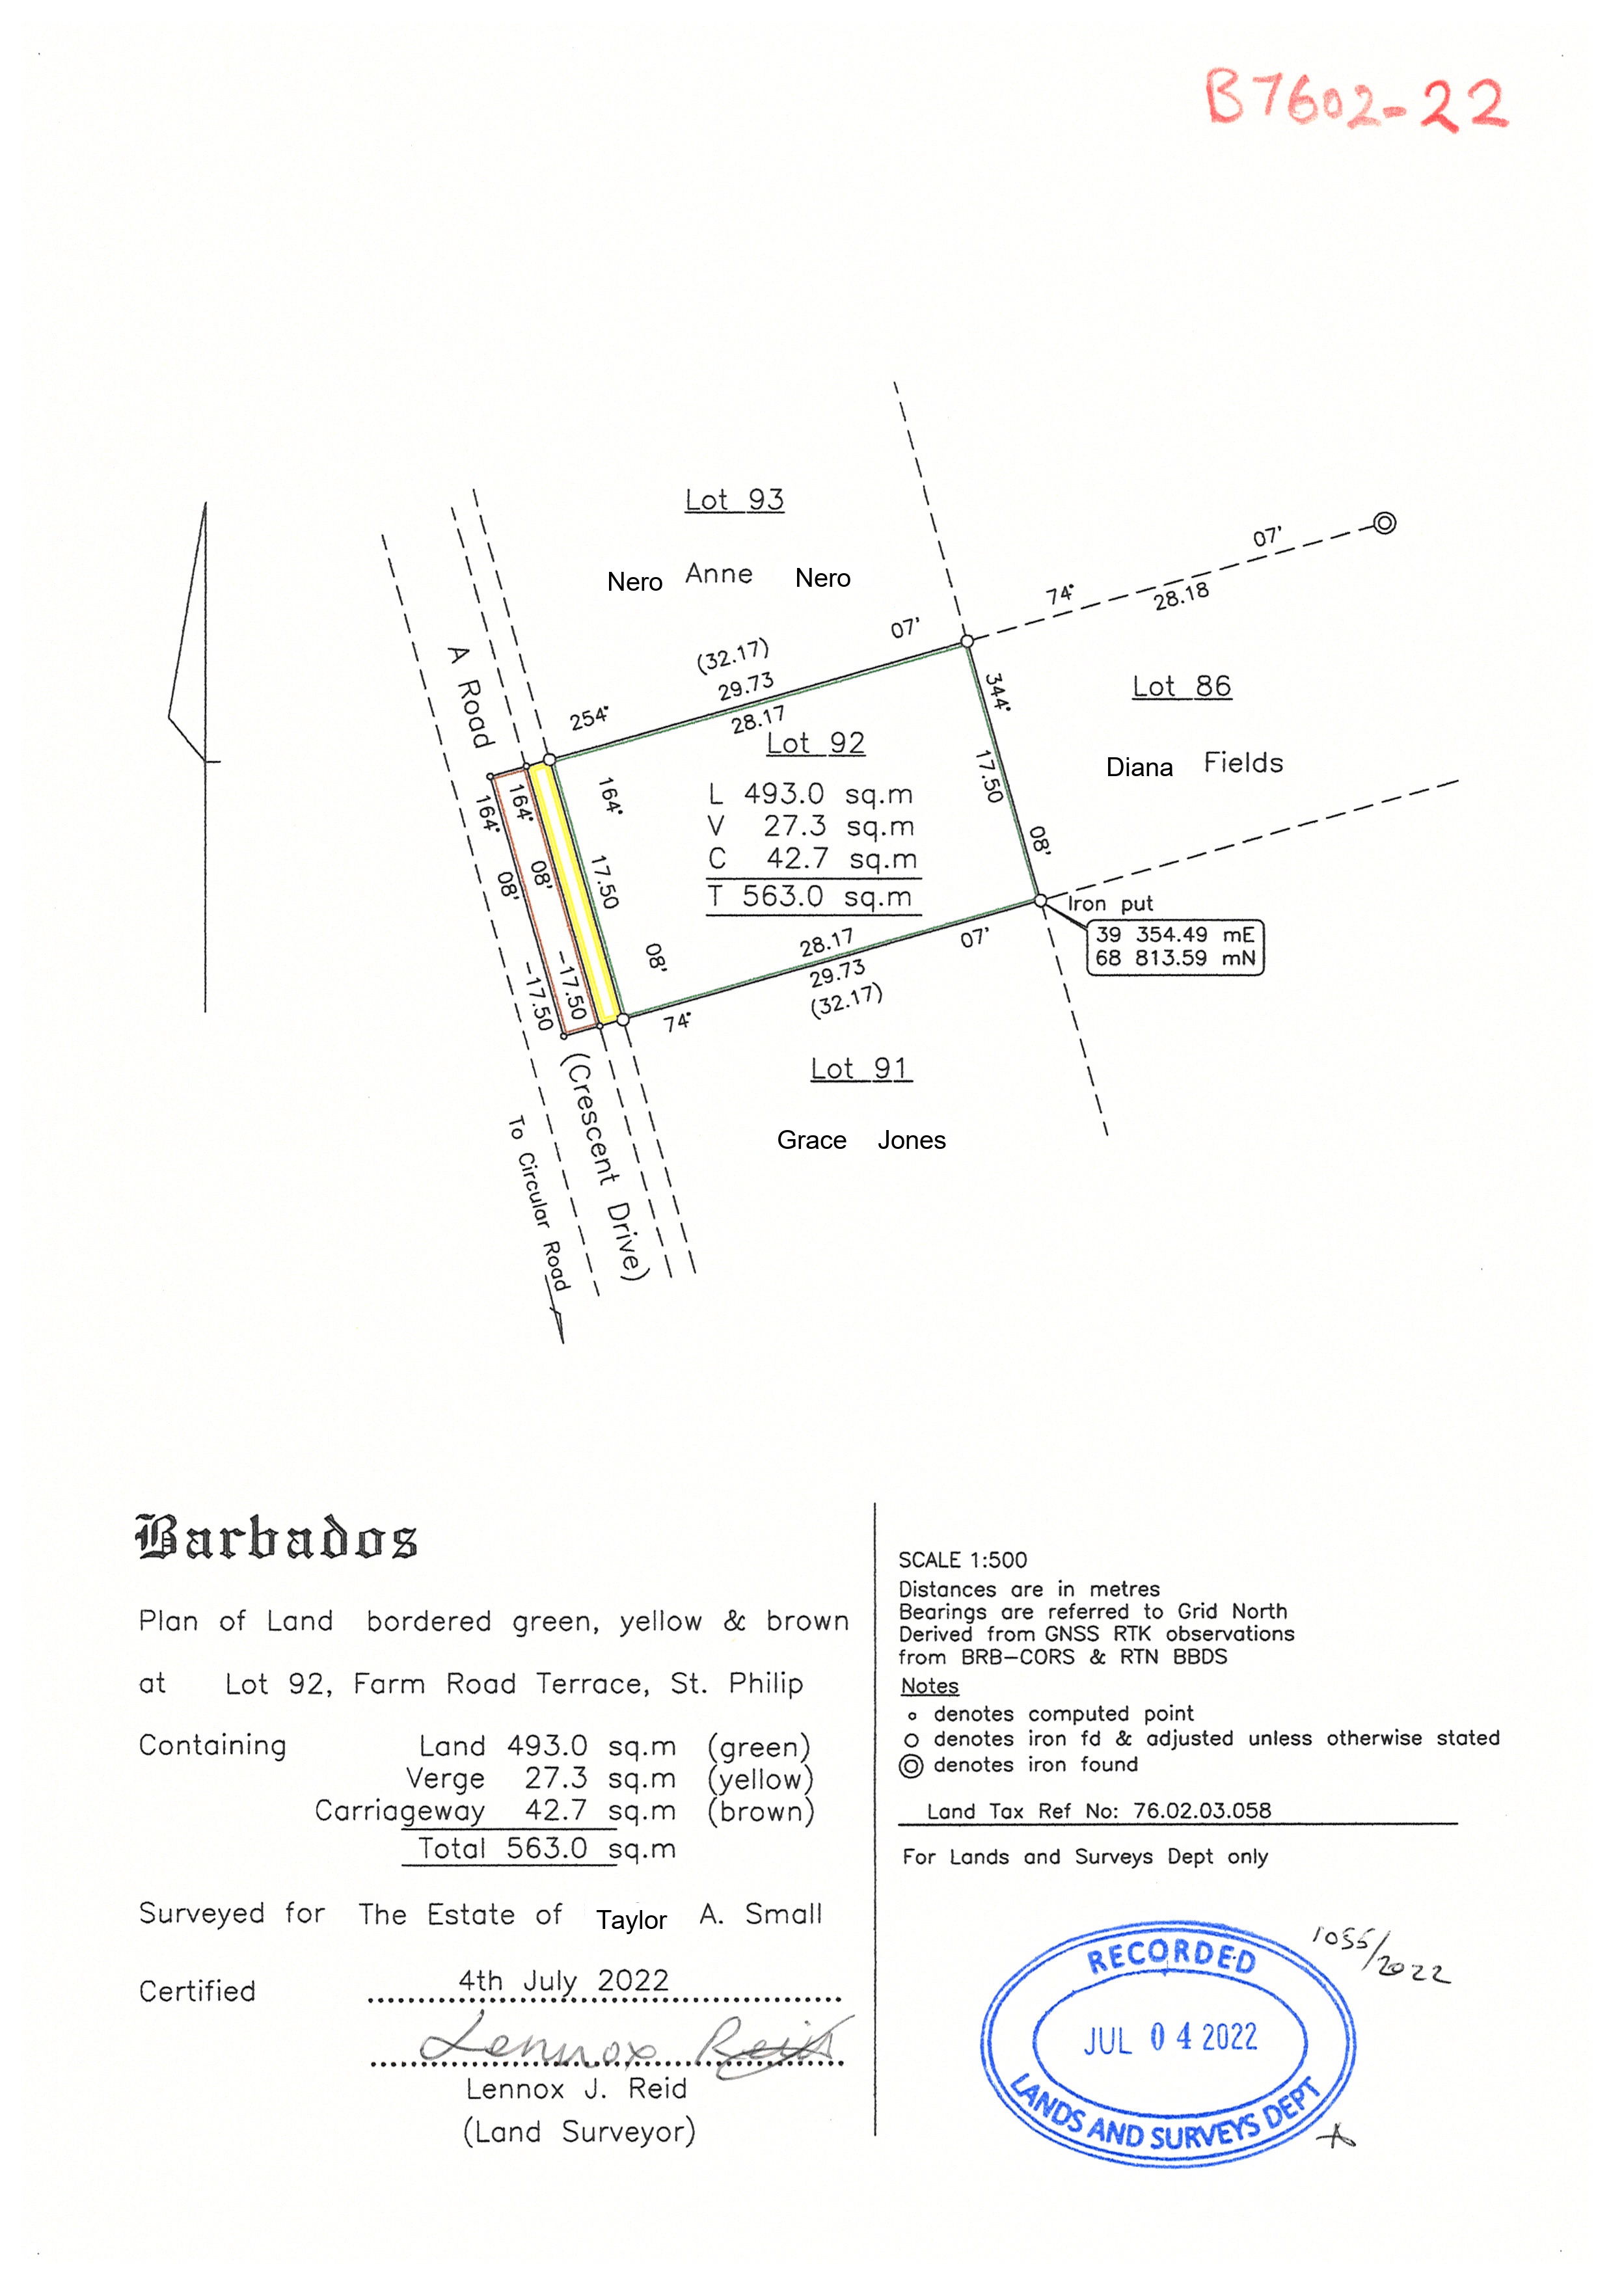 B7602-22
Lot 93
Nero Anne Nero
07'
74°
28.18
(32.17)
07'
29.73
254°
28.17
A Road
344°
17.50
08'
Lot 86
Diana Fields
Lot 92
L 493.0 sq.m
V 27.3 sq.m
C 42.7 sq.m
T 563.0 sq.m
164°
08'
-17.50
164°
08'
-17.50
164°
17.50
08'
Iron put
39 354.49 mE
68 813.59 mN
28.17
07'
29.73
(32.17)
74°
Lot 91
Grace Jones
(Crescent Drive)
To Circular Road
Barbados
Plan of Land bordered green, yellow & brown
at Lot 92, Farm Road Terrace, St. Philip
Containing Land 493.0 sq.m (green)
Verge 27.3 sq.m (yellow)
Carriageway 42.7 sq.m (brown)
Total 563.0 sq.m
Surveyed for The Estate of Taylor A. Small
Certified 4th July 2022
Lennox Reid
Lennox J. Reid
(Land Surveyor)
SCALE 1:500
Distances are in metres
Bearings are referred to Grid North
Derived from GNSS RTK observations
from BRB-CORS & RTN BBDS
Notes
denotes computed point
denotes iron fd & adjusted unless otherwise stated
denotes iron found
Land Tax Ref No: 76.02.03.058
For Lands and Surveys Dept only
1055/2022
RECORDED
JUL 04 2022
LANDS AND SURVEYS DEPT